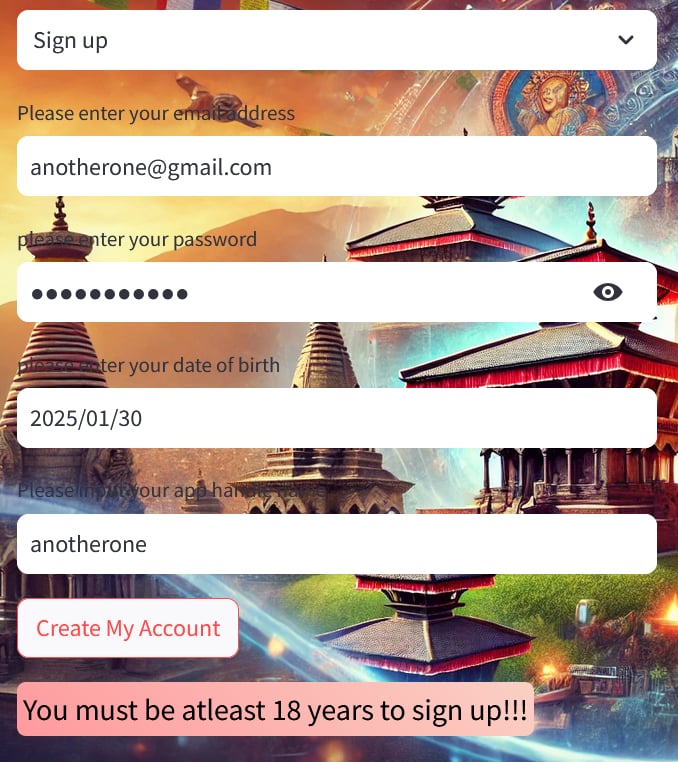 Sign up
Please enter your email address
anotherone@gmail.com
please enter your password
please enter your date of birth
2025/01/30
Please input your app handle name
anotherone
Create My Account
You must be atleast 18 years to sign up!!!